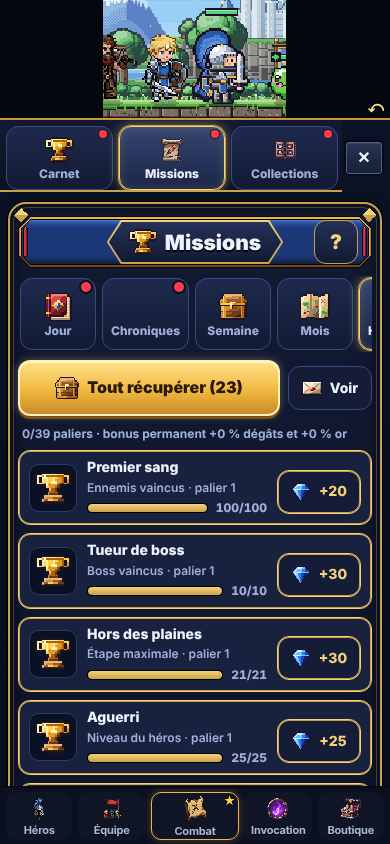 Carnet
Missions
Collections
×
Missions
?
Jour
Chroniques
Semaine
Mois
Tout récupérer (23)
Voir
0/39 paliers · bonus permanent +0 % dégâts et +0 % or
Premier sang
Ennemis vaincus · palier 1
100/100
+20
Tueur de boss
Boss vaincus · palier 1
10/10
+30
Hors des plaines
Étape maximale · palier 1
21/21
+30
Aguerri
Niveau du héros · palier 1
25/25
+25
Héros
Équipe
Combat
Invocation
Boutique